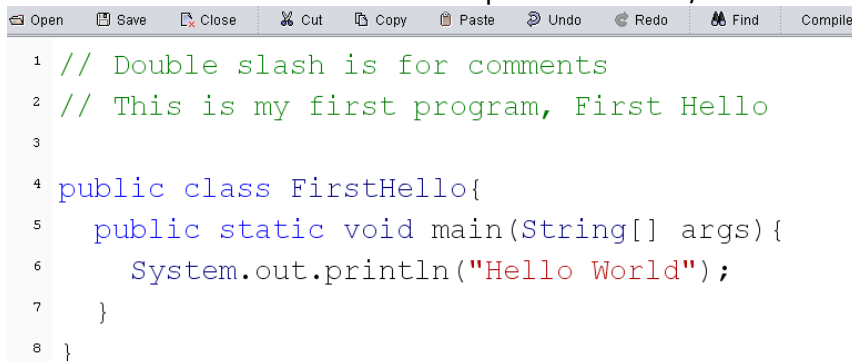 Open Save Close Cut Copy Paste Undo Redo Find Compile
1 // Double slash is for comments
2 // This is my first program, First Hello
3
4 public class FirstHello{
5 public static void main(String[] args){
6 System.out.println("Hello World");
7 }
8 }